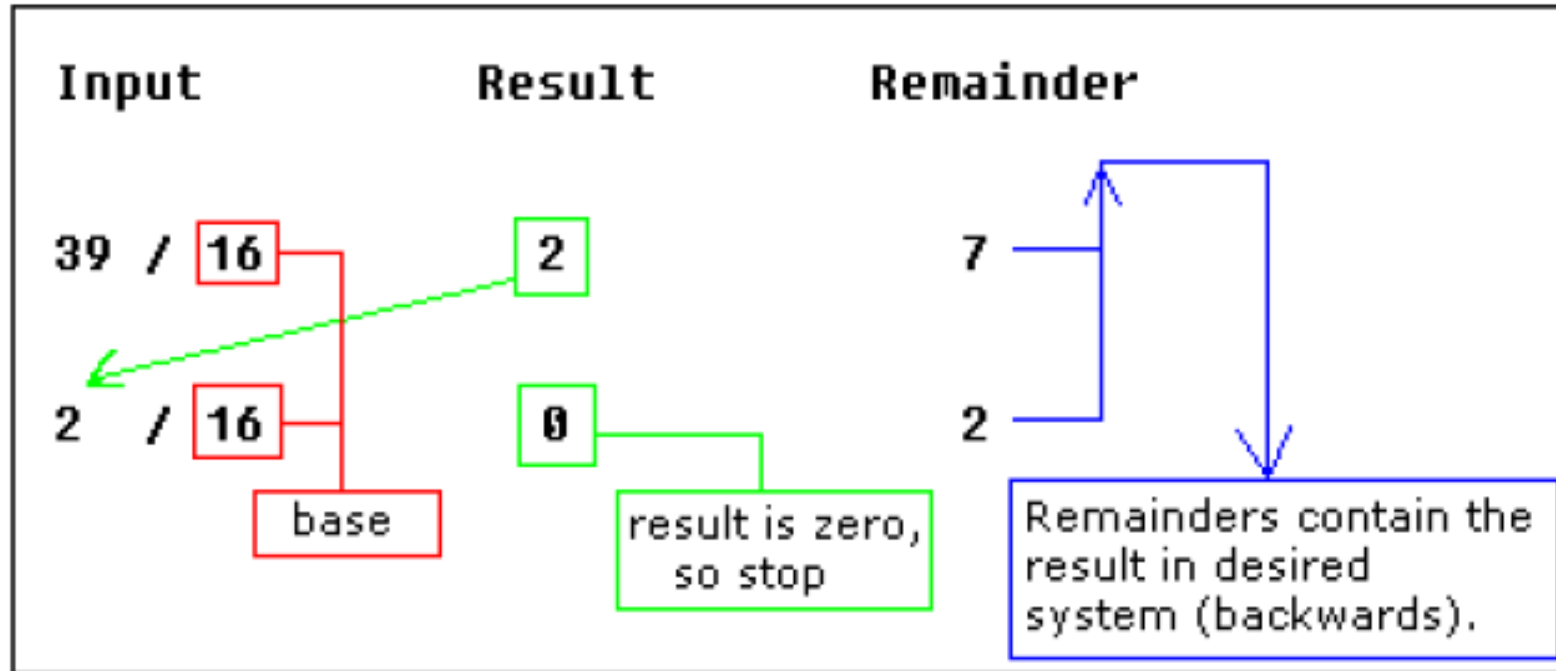 Input Result Remainder
39 / 16 2 7
2 / 16 0 2
base
result is zero,
so stop
Remainders contain the
result in desired
system (backwards).